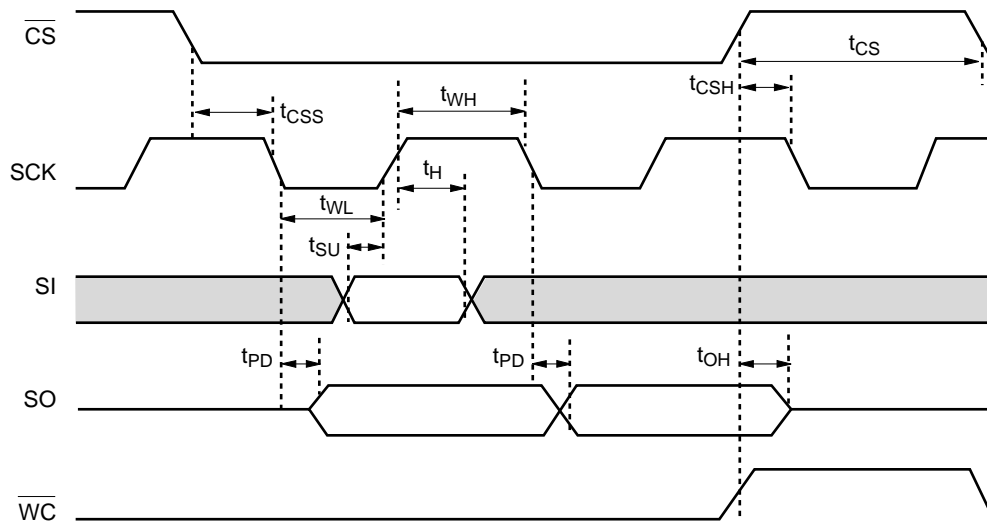 CS
tCS
tCSH
tCSS
tWH
SCK
tH
tWL
tSU
SI
tPD
tPD
tOH
SO
WC